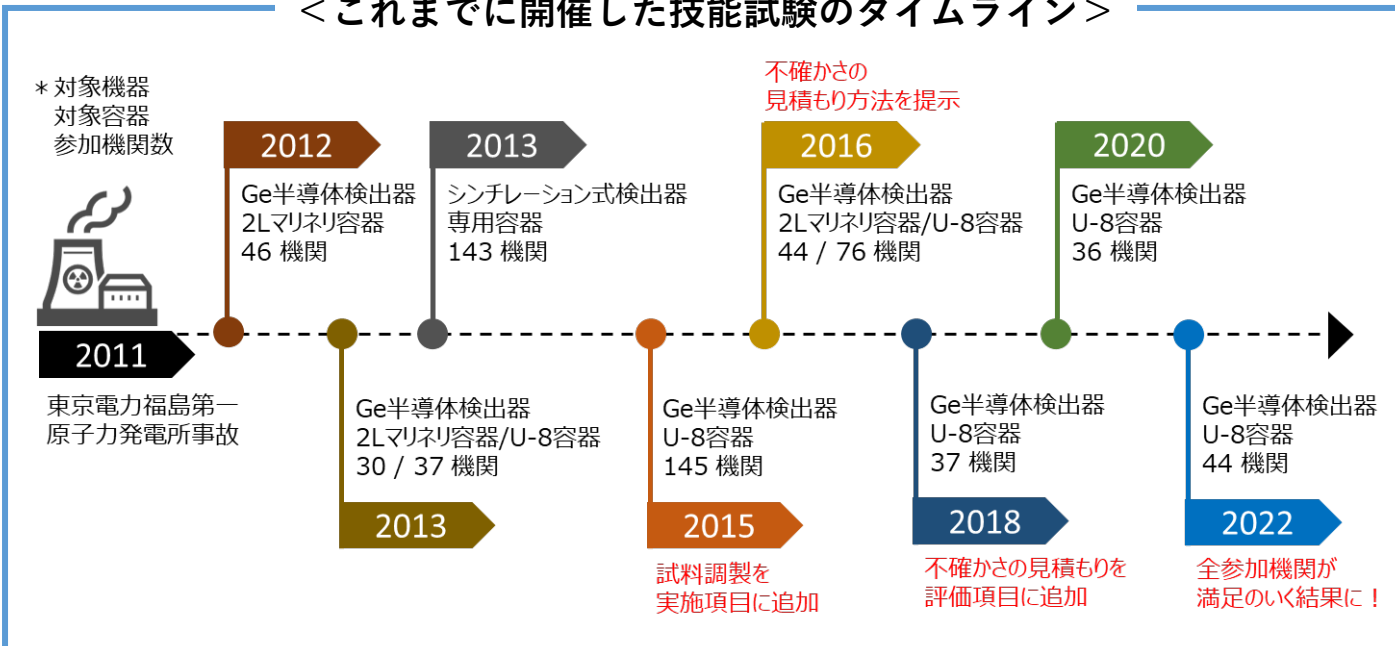 ＜これまでに開催した技能試験のタイムライン＞
＊対象機器
対象容器
参加機関数
2011
東京電力福島第一
原子力発電所事故
2012
Ge半導体検出器
2Lマリネリ容器
46 機関
Ge半導体検出器
2Lマリネリ容器/U-8容器
30 / 37 機関
2013
2013
シンチレーション式検出器
専用容器
143 機関
Ge半導体検出器
U-8容器
145 機関
2015
試料調製を
実施項目に追加
不確かさの
見積もり方法を提示
2016
Ge半導体検出器
2Lマリネリ容器/U-8容器
44 / 76 機関
Ge半導体検出器
U-8容器
37 機関
2018
不確かさの見積もりを
評価項目に追加
2020
Ge半導体検出器
U-8容器
36 機関
Ge半導体検出器
U-8容器
44 機関
2022
全参加機関が
満足のいく結果に！